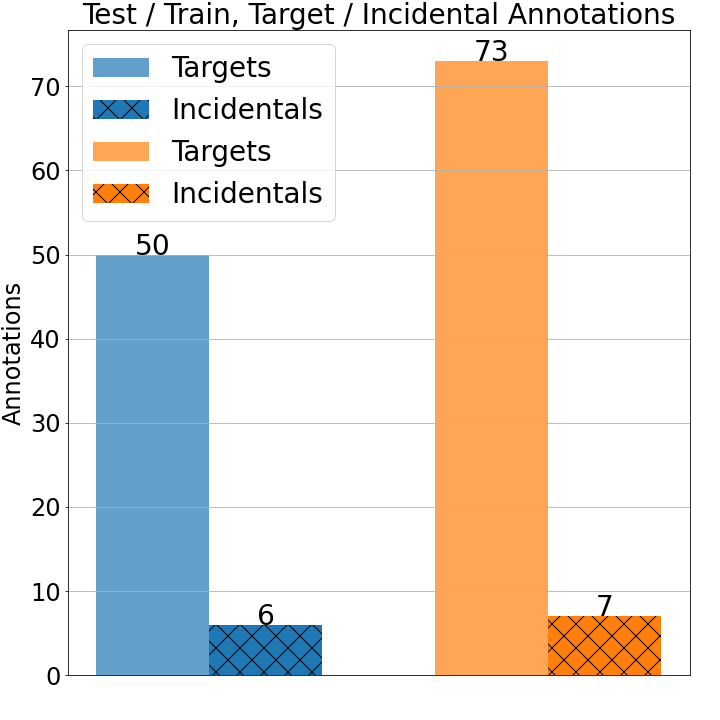 Test / Train, Target / Incidental Annotations
Targets
Incidentals
Targets
Incidentals
Annotations
70
60
50
40
30
20
10
0
50
6
73
7